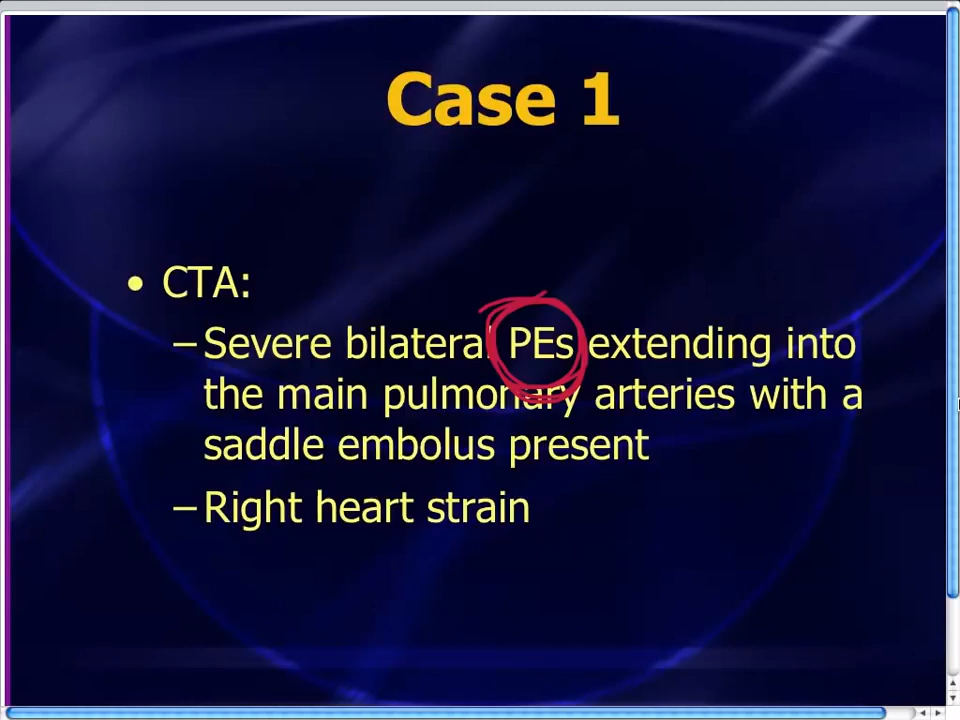 Case 1
• CTA:
–Severe bilateral PEs extending into
the main pulmonary arteries with a
saddle embolus present
–Right heart strain